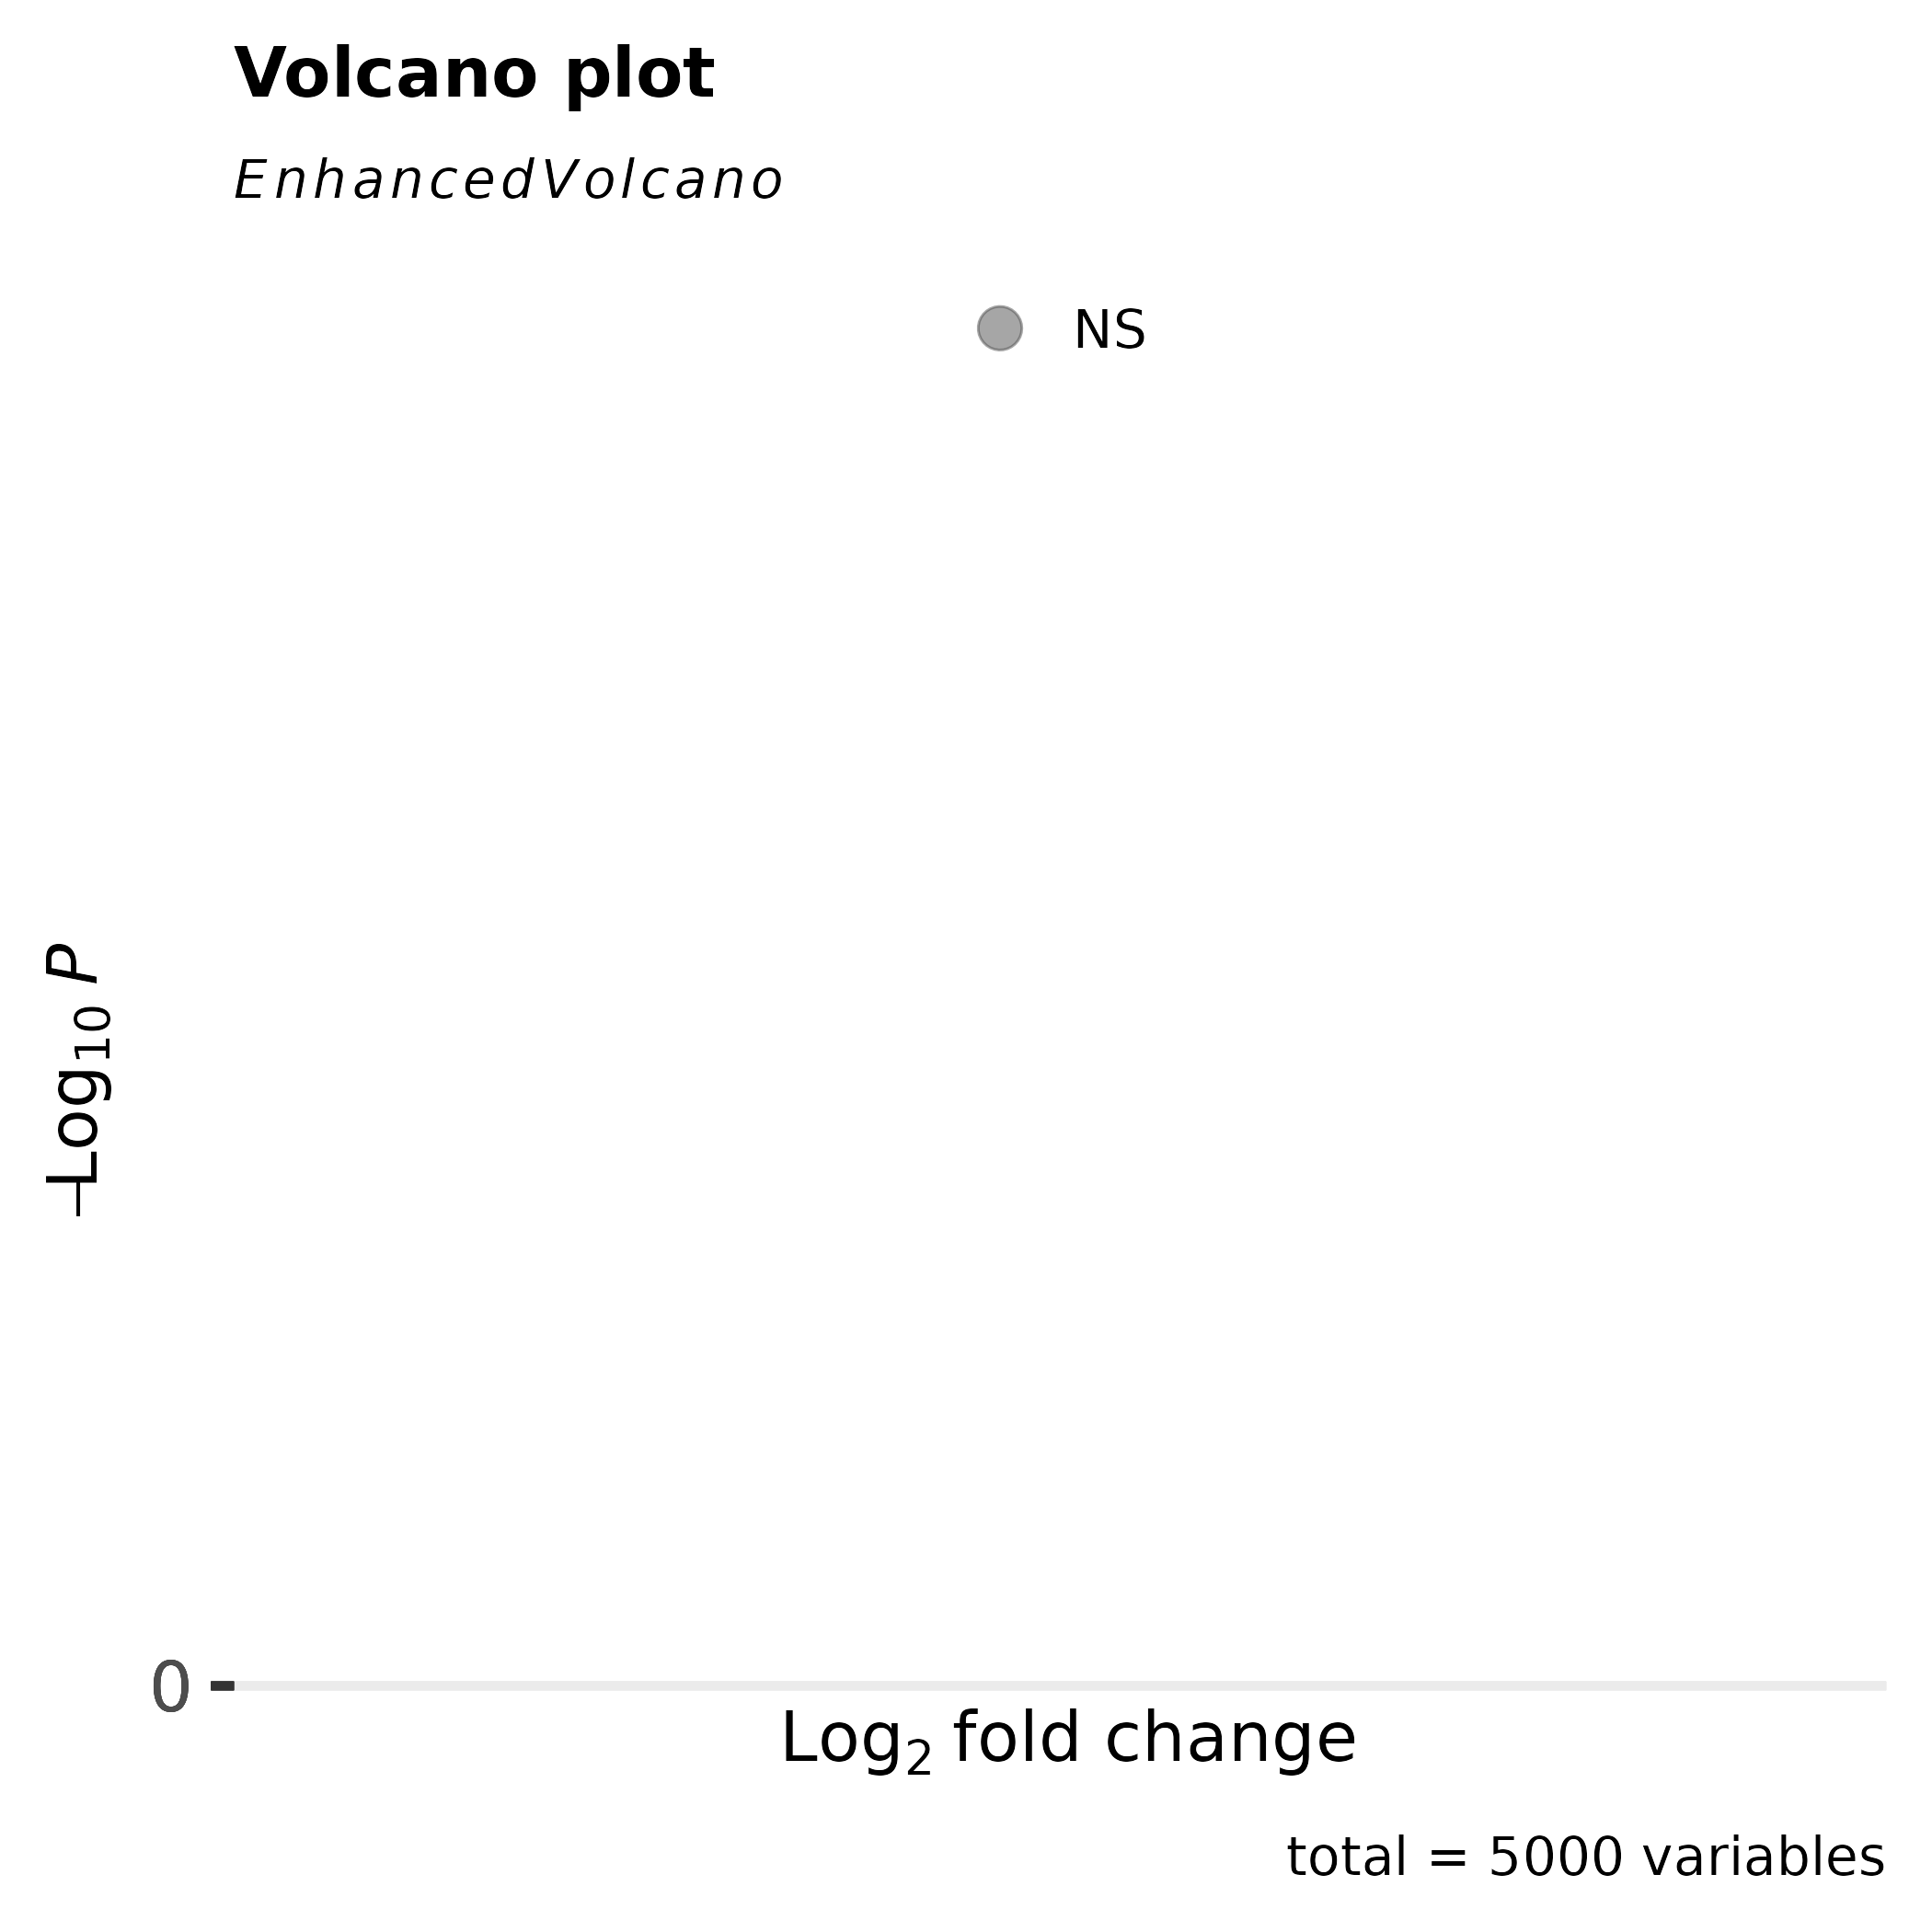 Volcano plot
EnhancedVolcano
NS
–Log₁₀ P
0
Log₂ fold change
total = 5000 variables